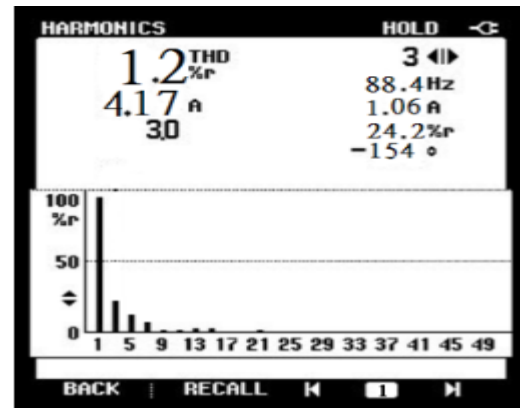 HARMONICS HOLD
1.2 THD %r
4.17 A
3.0
3
88.4 Hz
1.06 A
24.2 %r
-154 °
100
%r
50
0
1 5 9 13 17 21 25 29 33 37 41 45 49
BACK RECALL 1